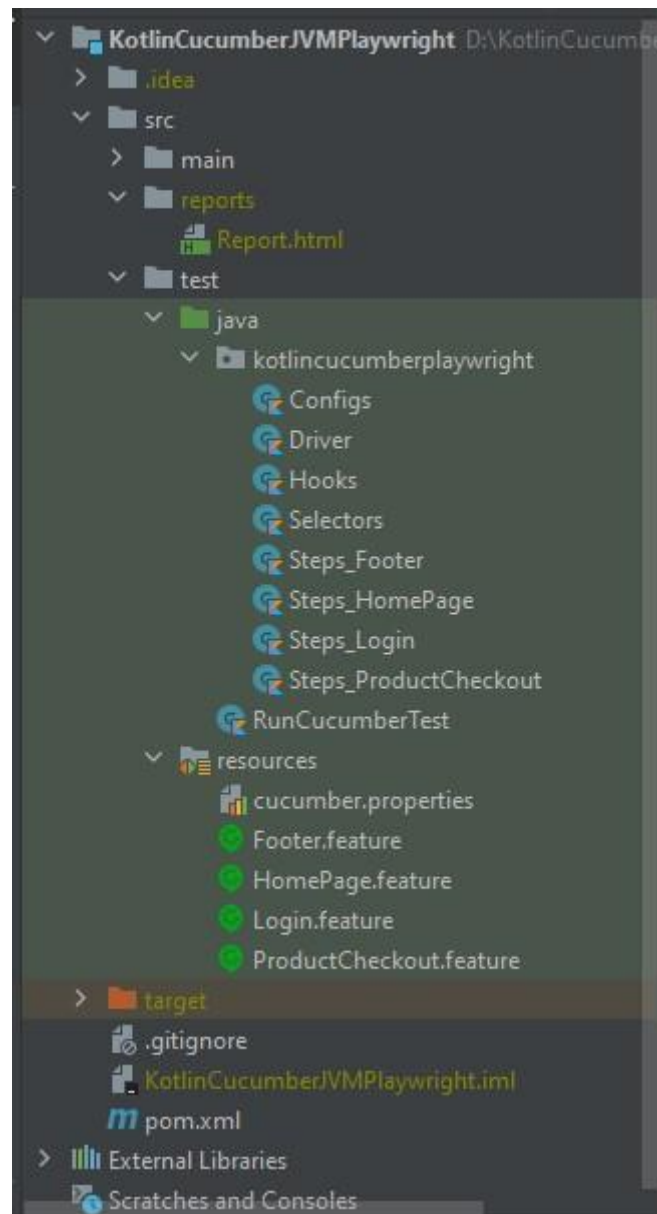 KotlinCucumberJVMPlaywright D:\KotlinCucumbe
.idea
src
main
reports
Report.html
test
java
kotlincucumberplaywright
Configs
Driver
Hooks
Selectors
Steps_Footer
Steps_HomePage
Steps_Login
Steps_ProductCheckout
RunCucumberTest
resources
cucumber.properties
Footer.feature
HomePage.feature
Login.feature
ProductCheckout.feature
target
.gitignore
KotlinCucumberJVMPlaywright.iml
pom.xml
External Libraries
Scratches and Consoles